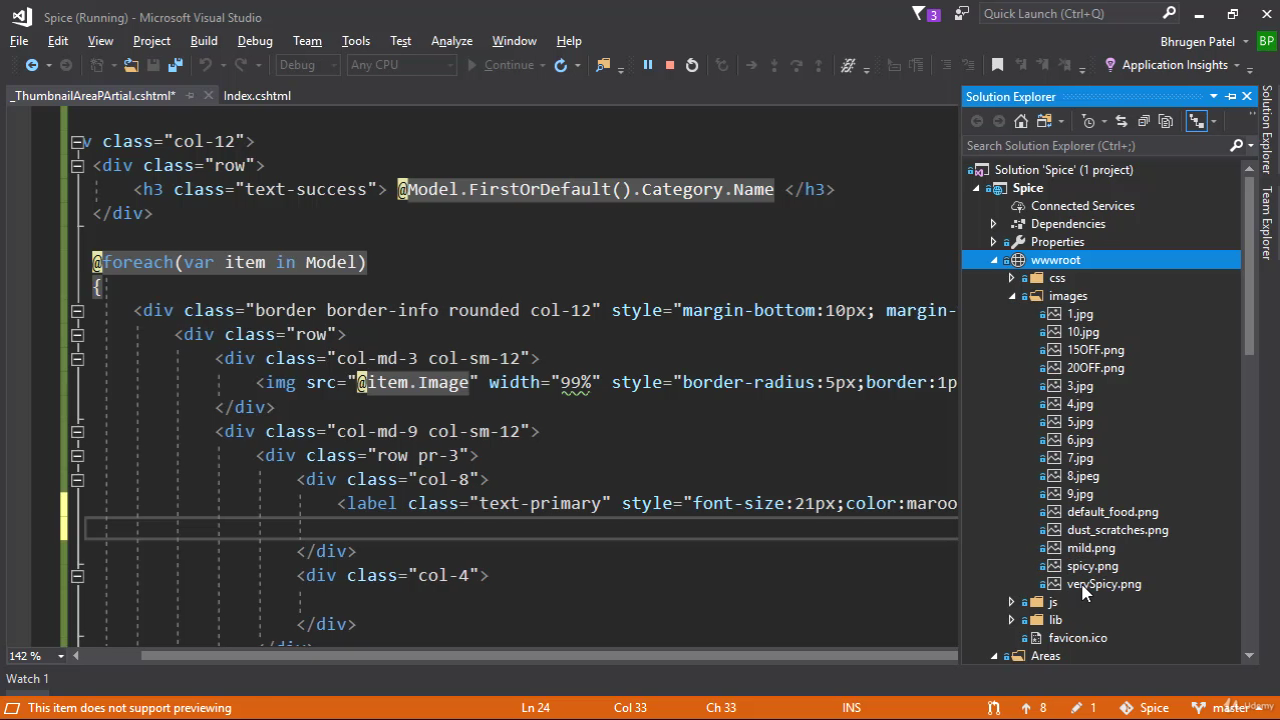 Spice (Running) - Microsoft Visual Studio
3
Quick Launch (Ctrl+Q)
File Edit View Project Build Debug Team Tools Test Analyze Window Help
Bhrugen Patel BP
Debug Any CPU Continue Application Insights
_ThumbnailAreaPArtial.cshtml* Index.cshtml
v class="col-12">
<div class="row">
<h3 class="text-success"> @Model.FirstOrDefault().Category.Name </h3>
</div>
@foreach(var item in Model)
{
<div class="border border-info rounded col-12" style="margin-bottom:10px; margin-
<div class="row">
<div class="col-md-3 col-sm-12">
<img src="@item.Image" width="99%" style="border-radius:5px;border:1p
</div>
<div class="col-md-9 col-sm-12">
<div class="row pr-3">
<div class="col-8">
<label class="text-primary" style="font-size:21px;color:maroo
</div>
<div class="col-4">
</div>
142 %
Watch 1
Solution Explorer
Search Solution Explorer (Ctrl+;)
Solution 'Spice' (1 project)
Spice
Connected Services
Dependencies
Properties
wwwroot
css
images
1.jpg
10.jpg
15OFF.png
20OFF.png
3.jpg
4.jpg
5.jpg
6.jpg
7.jpg
8.jpeg
9.jpg
default_food.png
dust_scratches.png
mild.png
spicy.png
verySpicy.png
js
lib
favicon.ico
Areas
Solution Explorer
Team Explorer
This item does not support previewing Ln 24 Col 33 Ch 33 INS 8 1 Spice master
Udemy